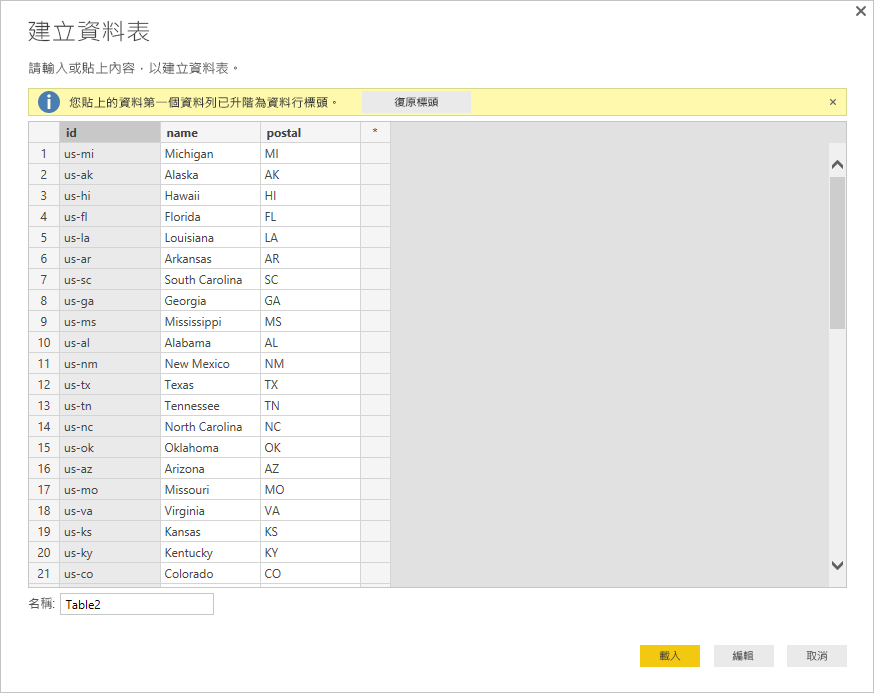 建立資料表
請輸入或貼上內容，以建立資料表。
您貼上的資料第一個資料列已升階為資料行標頭。 復原標頭
id name postal *
1 us-mi Michigan MI
2 us-ak Alaska AK
3 us-hi Hawaii HI
4 us-fl Florida FL
5 us-la Louisiana LA
6 us-ar Arkansas AR
7 us-sc South Carolina SC
8 us-ga Georgia GA
9 us-ms Mississippi MS
10 us-al Alabama AL
11 us-nm New Mexico NM
12 us-tx Texas TX
13 us-tn Tennessee TN
14 us-nc North Carolina NC
15 us-ok Oklahoma OK
16 us-az Arizona AZ
17 us-mo Missouri MO
18 us-va Virginia VA
19 us-ks Kansas KS
20 us-ky Kentucky KY
21 us-co Colorado CO
名稱: Table2
載入 編輯 取消